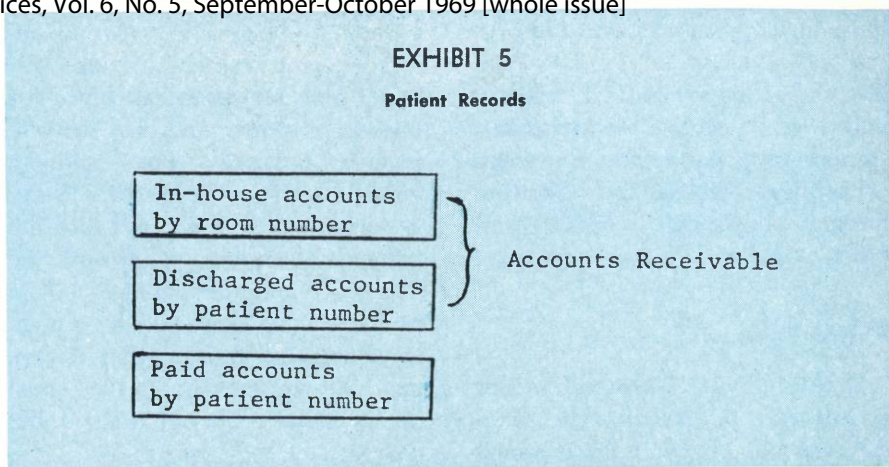 ices, Vol. 6, No. 5, September-October 1969 [whole issue]
EXHIBIT 5
Patient Records
In-house accounts
by room number
Discharged accounts
by patient number
Accounts Receivable
Paid accounts
by patient number